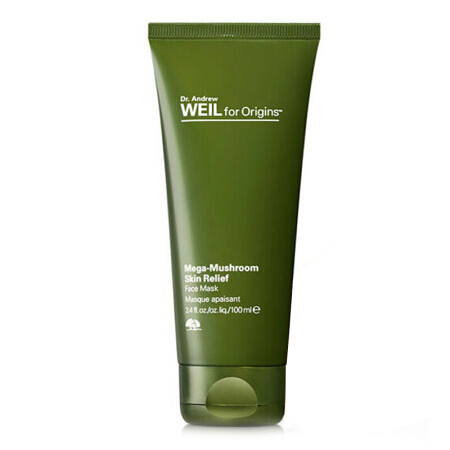 Dr. Andrew
WEIL for Origins™
Mega-Mushroom
Skin Relief
Face Mask
Masque apaisant
3.4 fl.oz./oz.liq./100 ml ℮